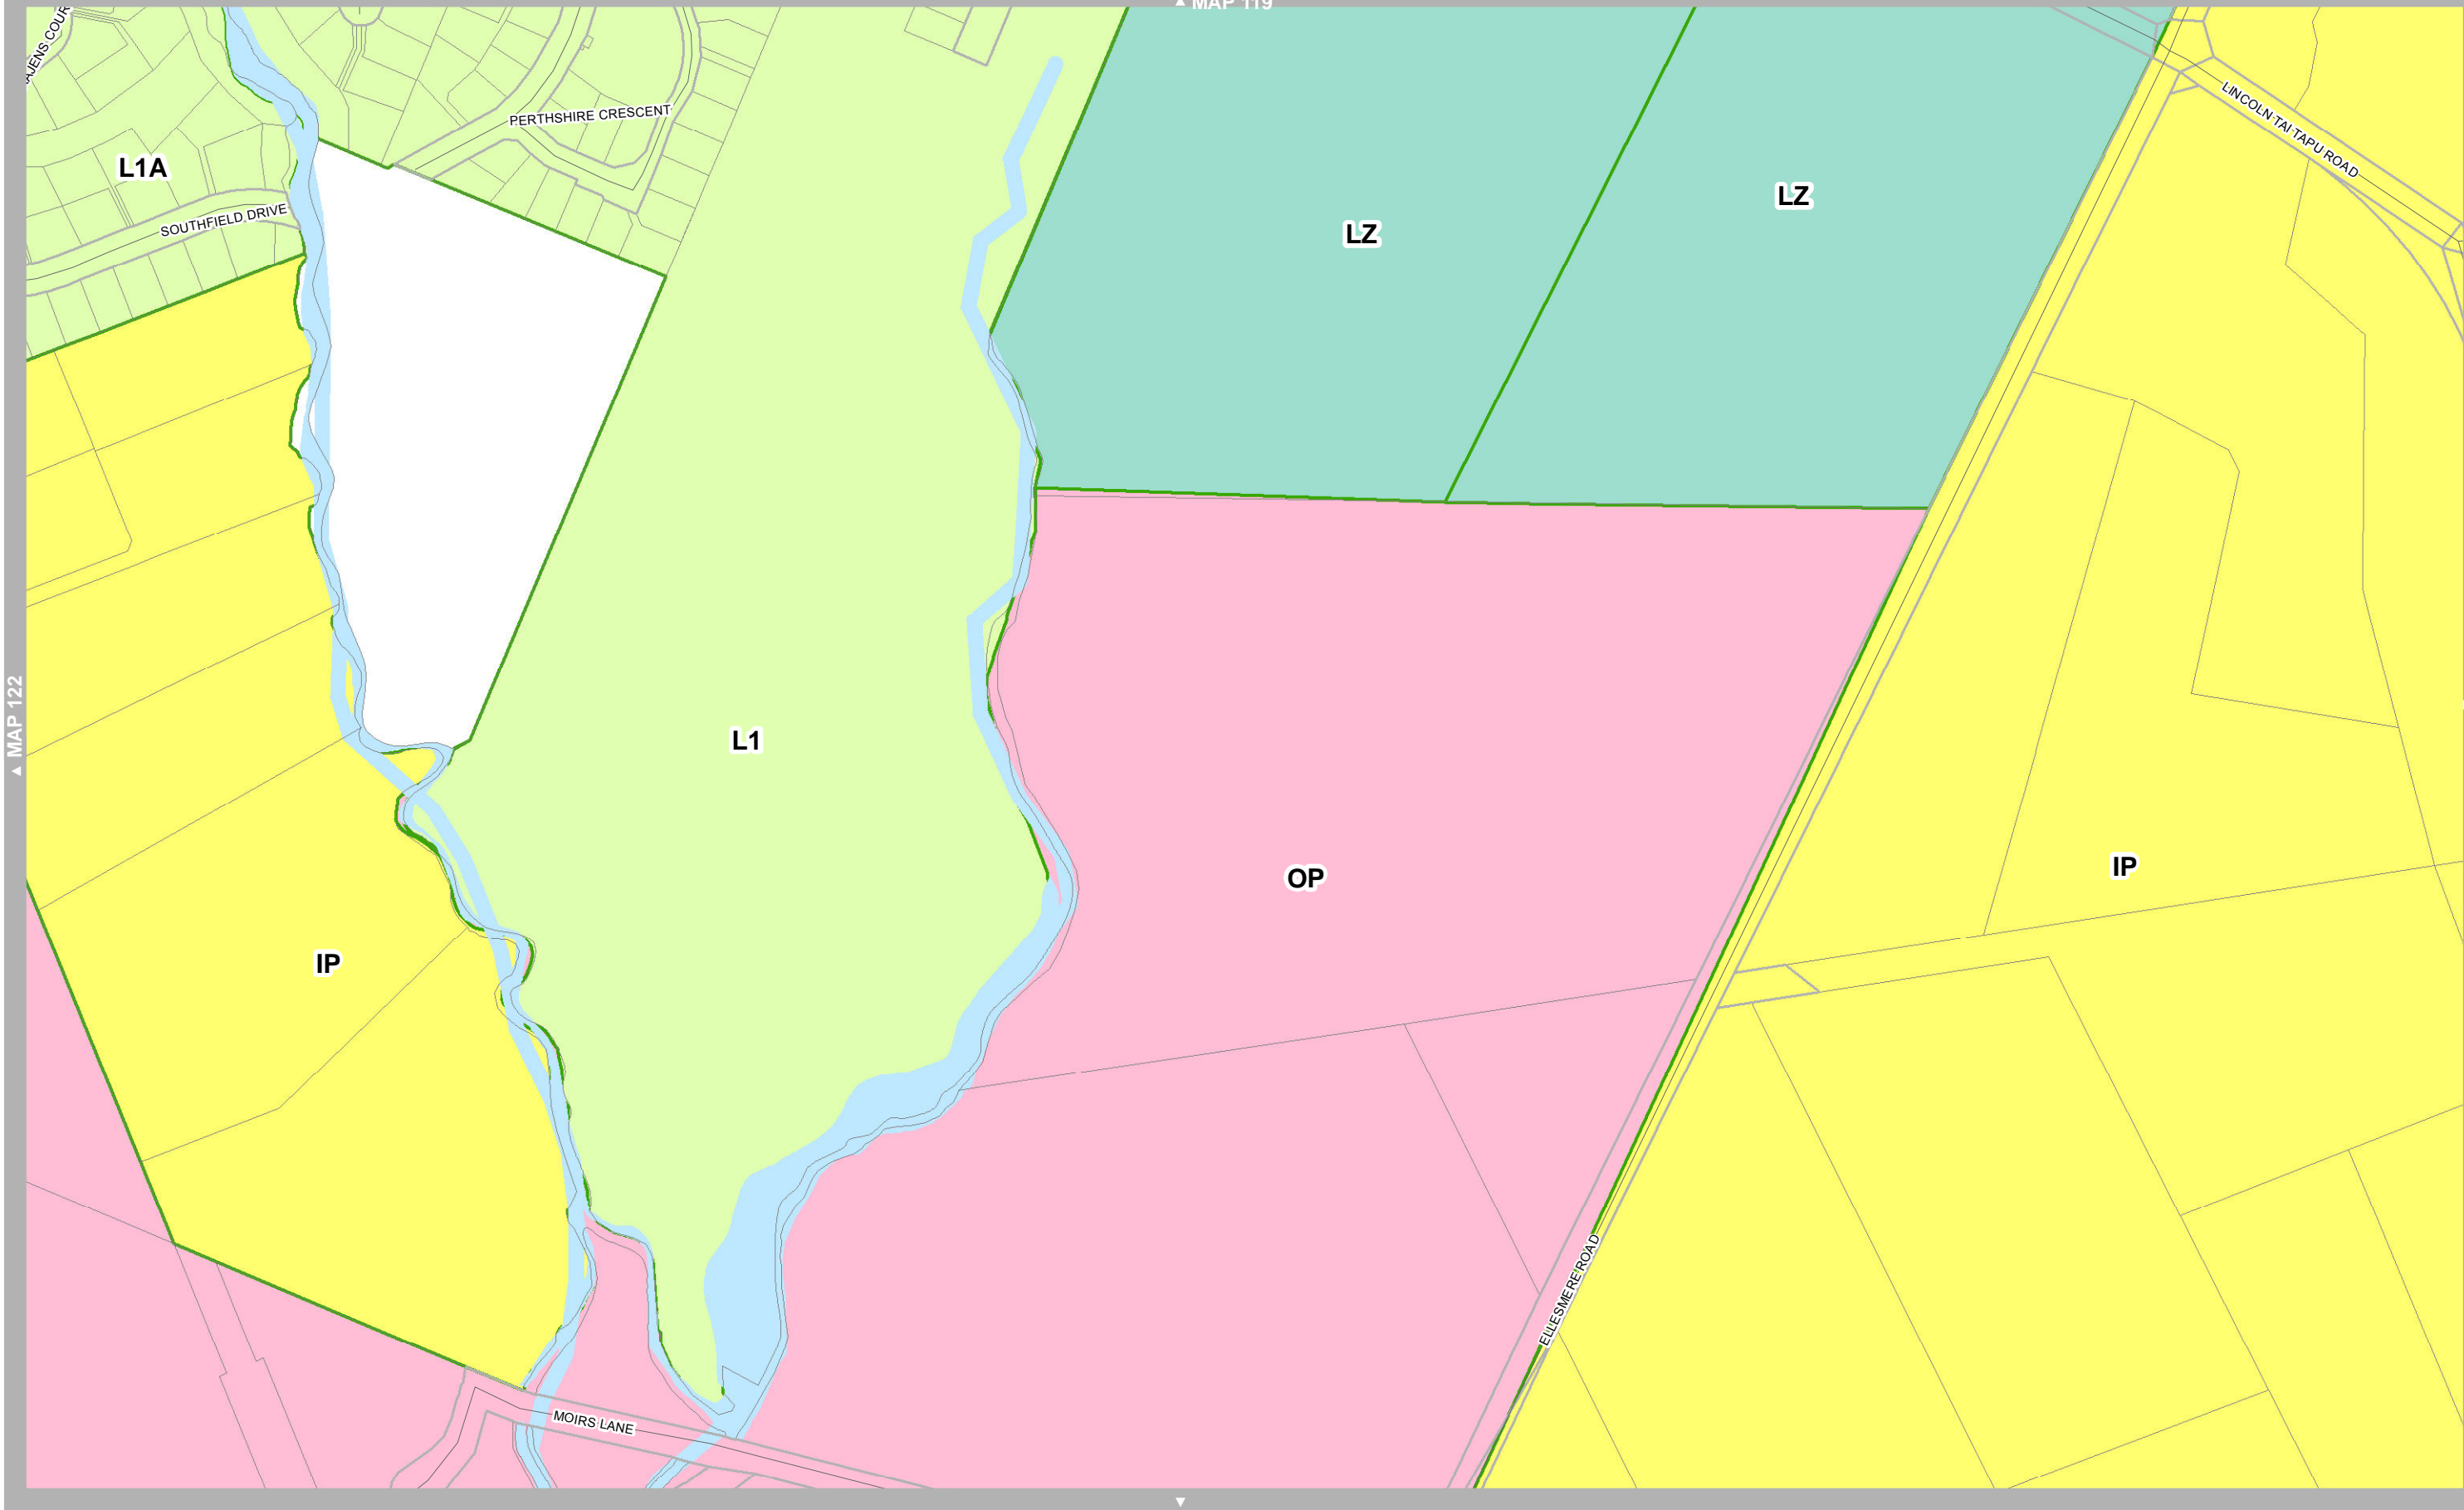 MAP 119
PERTHSHIRE CRESCENT
LINCOLN TAI TAPU ROAD
L1A
LZ
SOUTHFIELD DRIVE
LZ
MAP 122
L1
OP
IP
IP
ELLESMERE ROAD
MOIRS LANE